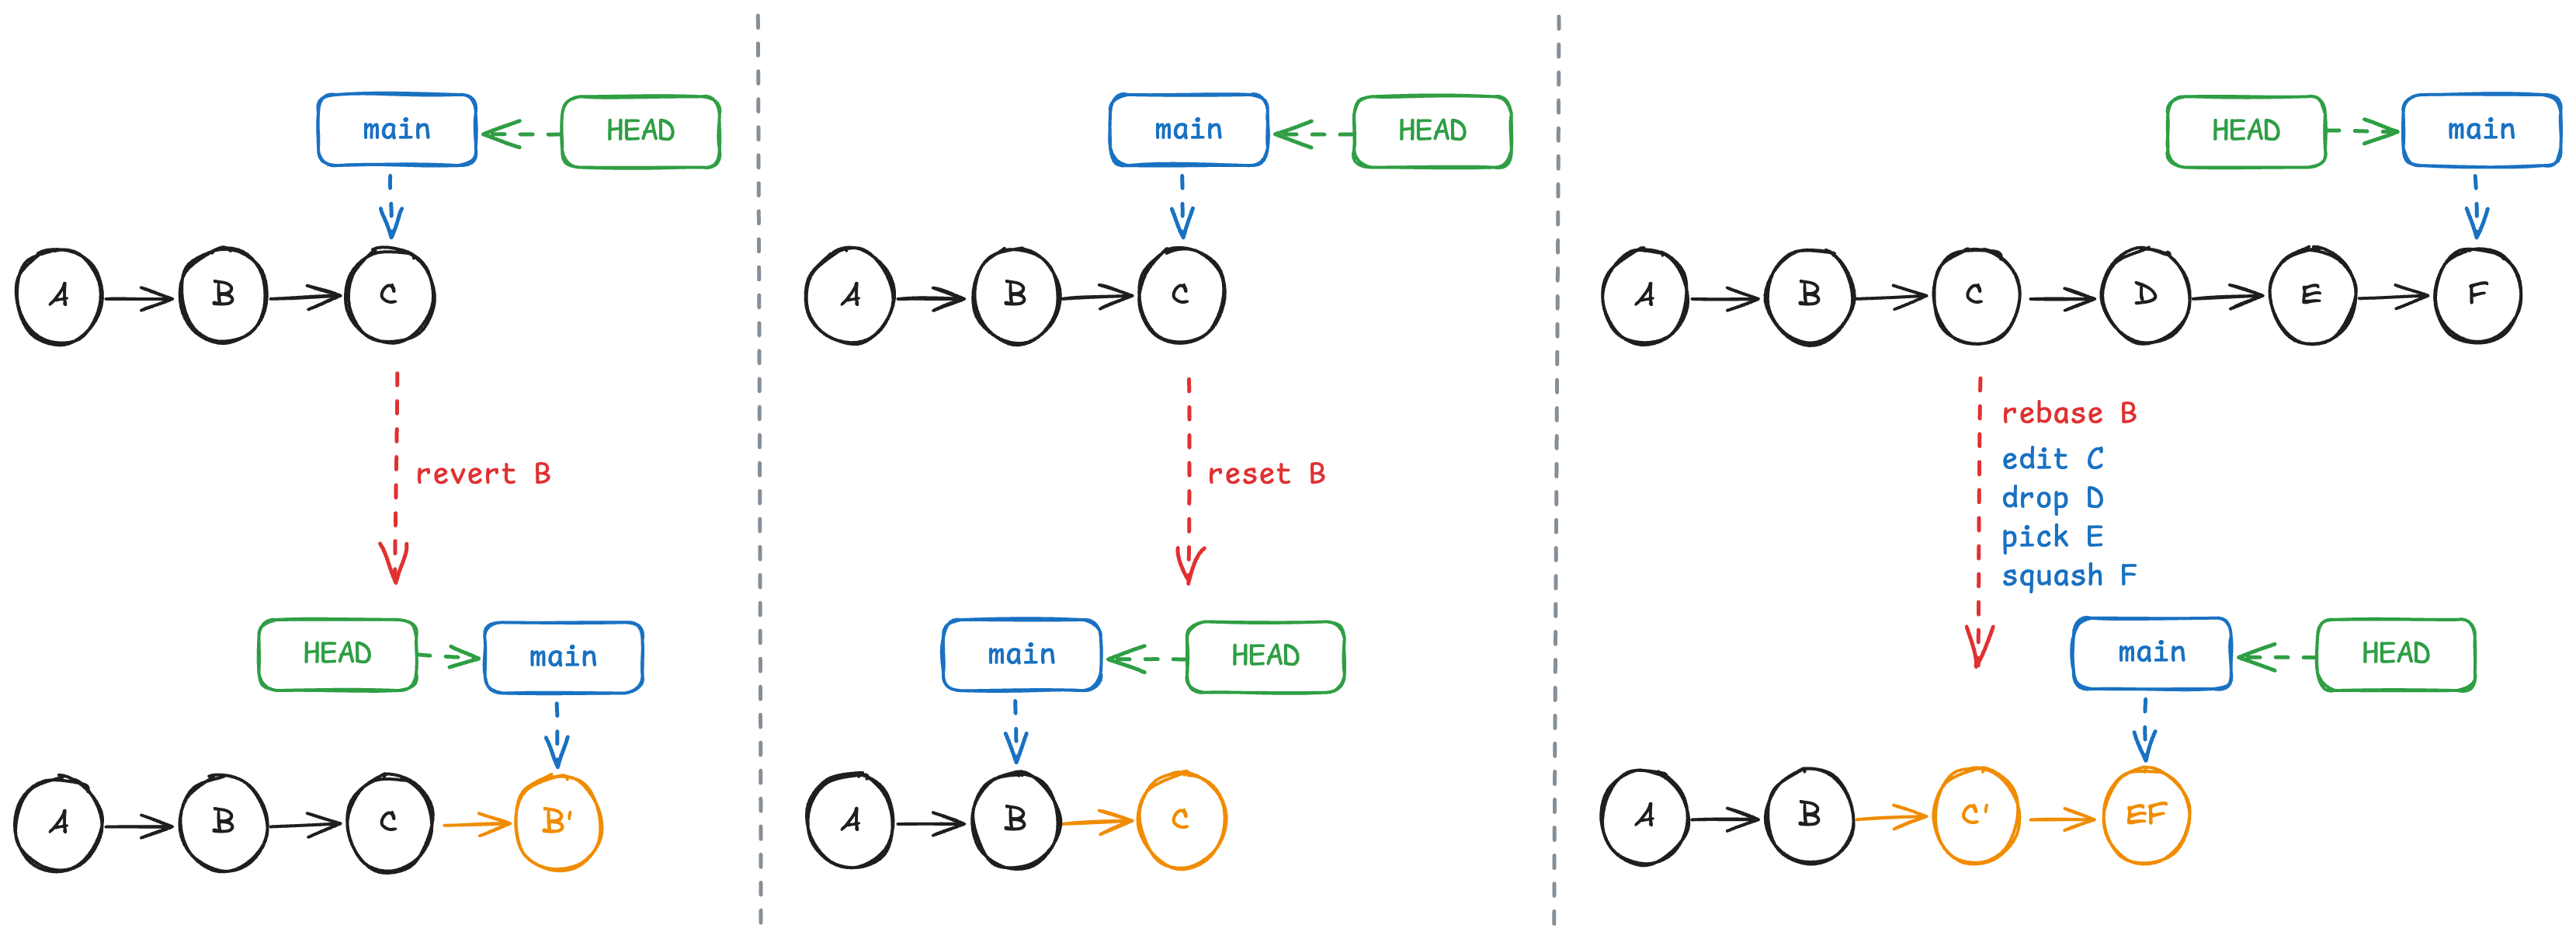 main
HEAD
A
B
C
revert B
HEAD
main
A
B
C
B'
main
HEAD
A
B
C
reset B
main
HEAD
A
B
C
HEAD
main
A
B
C
D
E
F
rebase B
edit C
drop D
pick E
squash F
main
HEAD
A
B
C'
EF